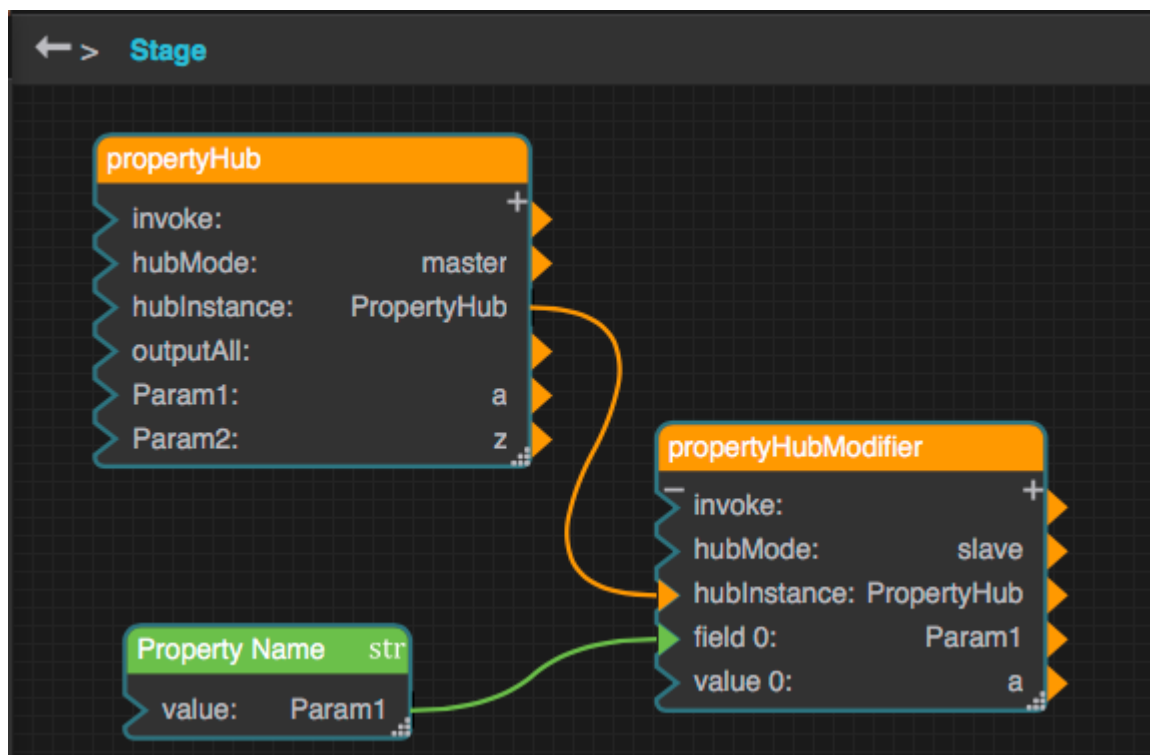 ← > Stage
propertyHub
+
invoke:
hubMode: master
hubInstance: PropertyHub
outputAll:
Param1: a
Param2: z
propertyHubModifier
− +
invoke:
hubMode: slave
hubInstance: PropertyHub
field 0: Param1
value 0: a
Property Name str
value: Param1